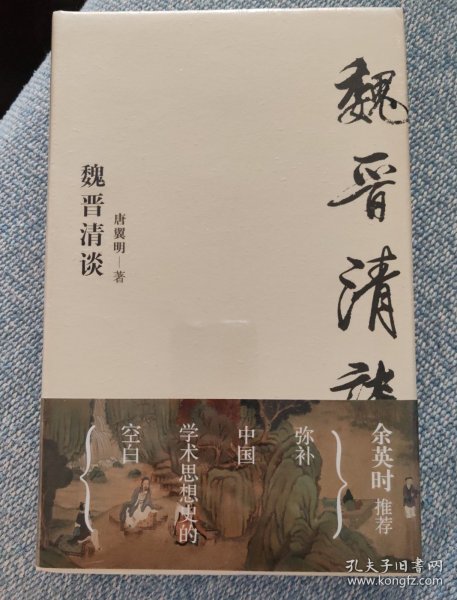 魏晋清談
魏晋清谈
唐翼明—著
余英时 推荐
弥补
中国
学术思想史的
空白
孔夫子旧书网
www.kongfz.com